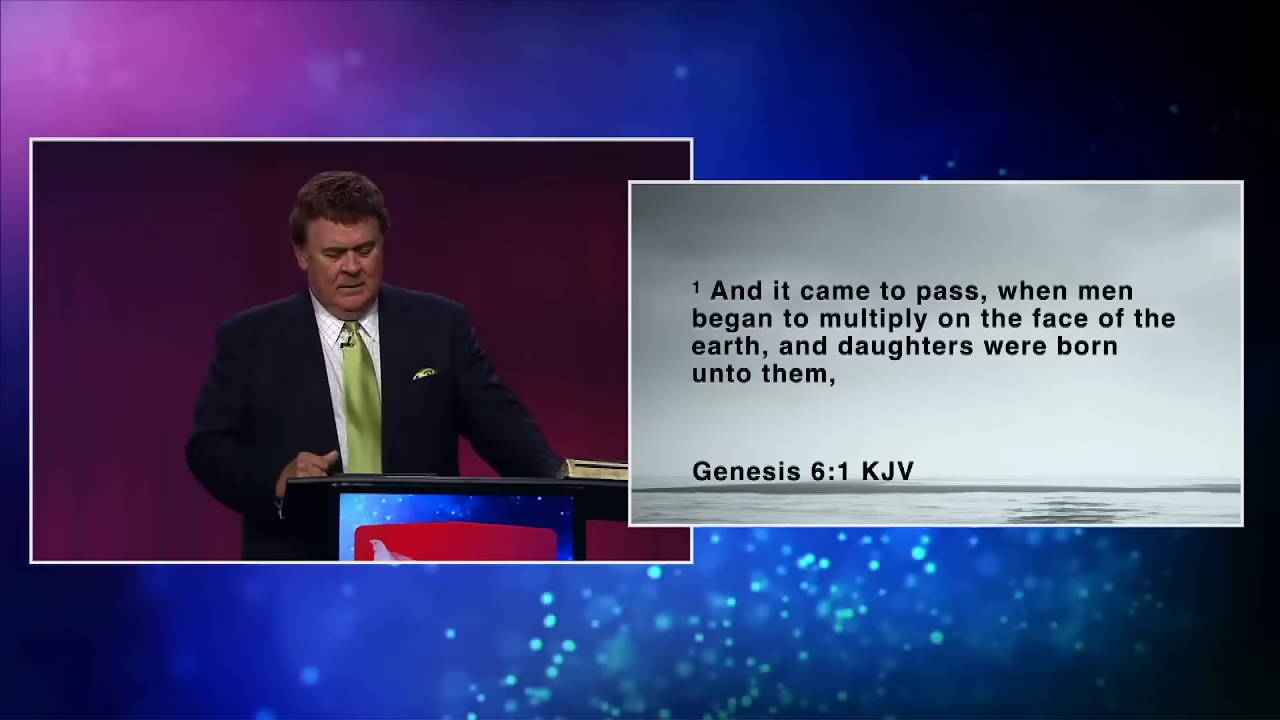 ¹ And it came to pass, when men
began to multiply on the face of the
earth, and daughters were born
unto them,
Genesis 6:1 KJV